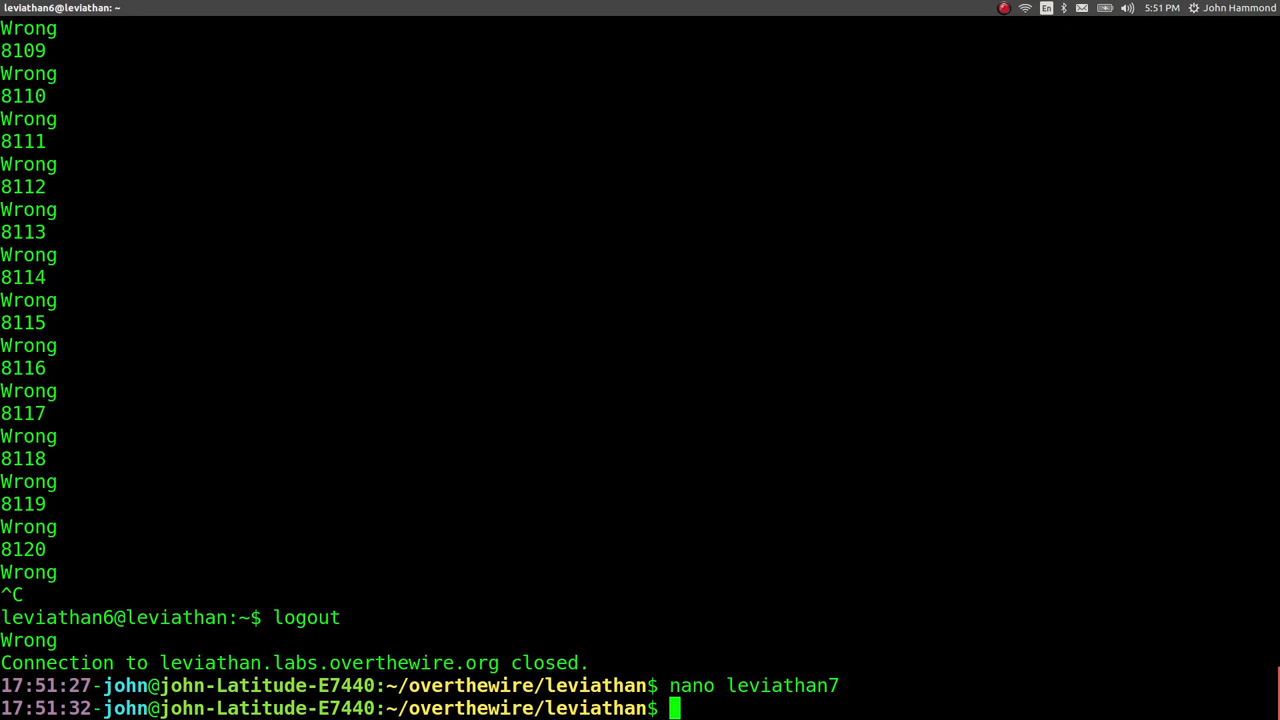 leviathan6@leviathan: ~
En
5:51 PM
John Hammond
Wrong
8109
Wrong
8110
Wrong
8111
Wrong
8112
Wrong
8113
Wrong
8114
Wrong
8115
Wrong
8116
Wrong
8117
Wrong
8118
Wrong
8119
Wrong
8120
Wrong
^C
leviathan6@leviathan:~$ logout
Wrong
Connection to leviathan.labs.overthewire.org closed.
17:51:27-john@john-Latitude-E7440:~/overthewire/leviathan$ nano leviathan7
17:51:32-john@john-Latitude-E7440:~/overthewire/leviathan$